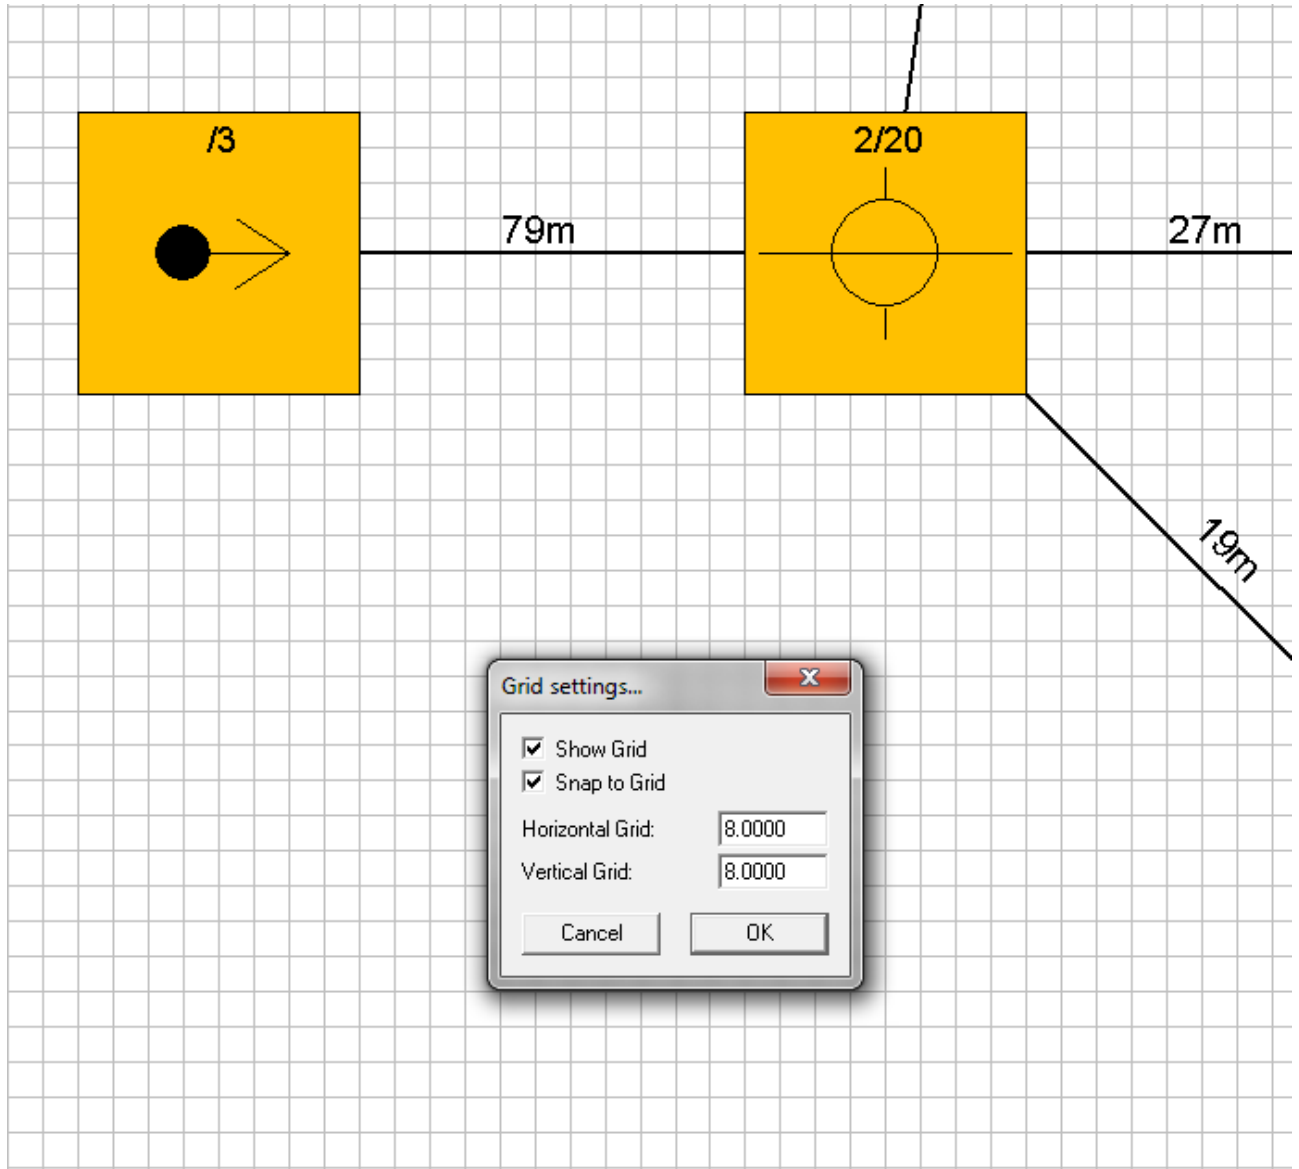 /3
2/20
79m
27m
19m
Grid settings...
Show Grid
Snap to Grid
Horizontal Grid: 8.0000
Vertical Grid: 8.0000
Cancel OK